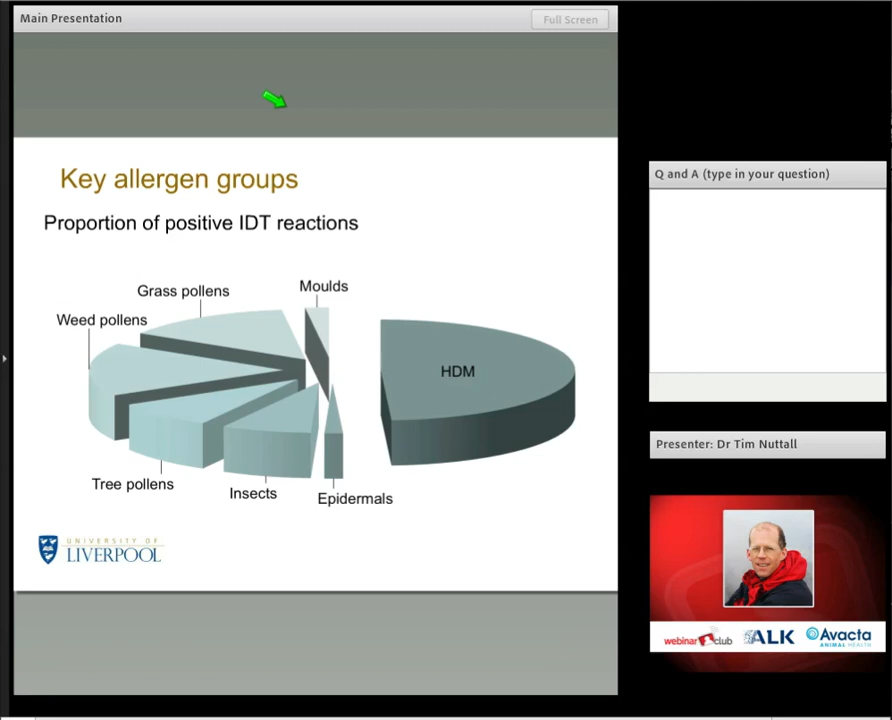 Main Presentation
Full Screen
Key allergen groups
Proportion of positive IDT reactions
Moulds
Grass pollens
Weed pollens
HDM
Tree pollens
Insects
Epidermals
UNIVERSITY OF
LIVERPOOL
Q and A (type in your question)
Presenter: Dr Tim Nuttall
webinar club
ALK
Avacta
ANIMAL HEALTH